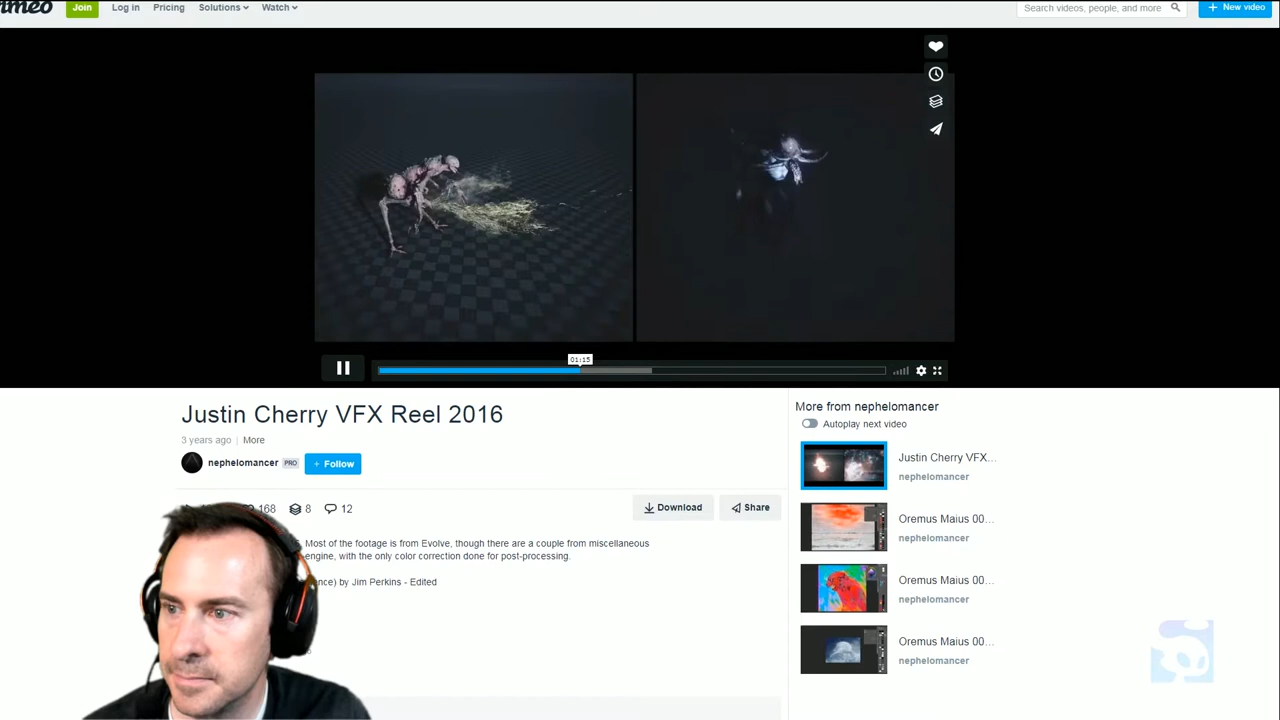 Join
Log in
Pricing
Solutions
Watch
Search videos, people, and more
+ New video
01:15
Justin Cherry VFX Reel 2016
3 years ago | More
nephelomancer PRO
+ Follow
168
8
12
Download
Share
Most of the footage is from Evolve, though there are a couple from miscellaneous
engine, with the only color correction done for post-processing.
by Jim Perkins - Edited
More from nephelomancer
Autoplay next video
Justin Cherry VFX...
nephelomancer
Oremus Maius 00...
nephelomancer
Oremus Maius 00...
nephelomancer
Oremus Maius 00...
nephelomancer